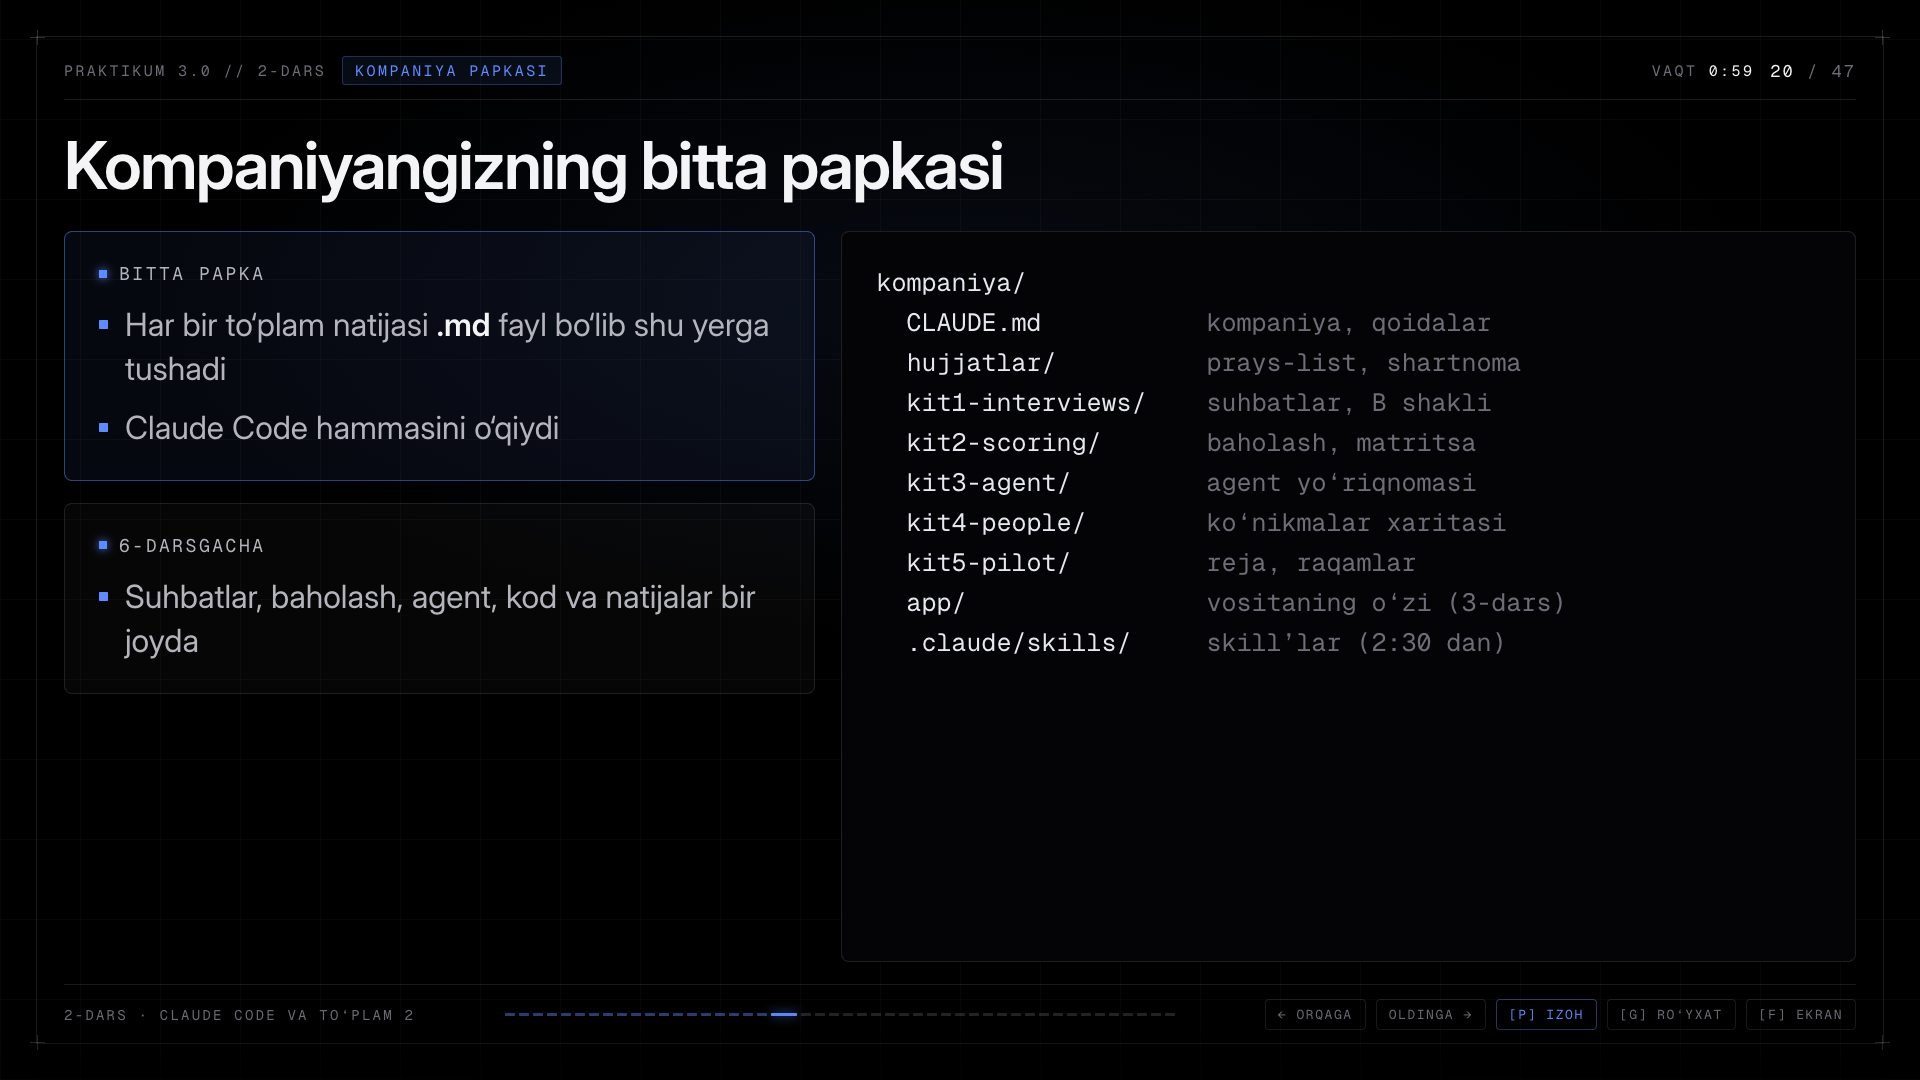 PRAKTIKUM 3.0 // 2-DARS KOMPANIYA PAPKASI
VAQT 0:59 20 / 47
Kompaniyangizning bitta papkasi
BITTA PAPKA
Har bir to‘plam natijasi .md fayl bo‘lib shu yerga
tushadi
Claude Code hammasini o‘qiydi
6-DARSGACHA
Suhbatlar, baholash, agent, kod va natijalar bir
joyda
kompaniya/
CLAUDE.md kompaniya, qoidalar
hujjatlar/ prays-list, shartnoma
kit1-interviews/ suhbatlar, B shakli
kit2-scoring/ baholash, matritsa
kit3-agent/ agent yo‘riqnomasi
kit4-people/ ko‘nikmalar xaritasi
kit5-pilot/ reja, raqamlar
app/ vositaning o‘zi (3-dars)
.claude/skills/ skill’lar (2:30 dan)
2-DARS · CLAUDE CODE VA TO‘PLAM 2
← ORQAGA
OLDINGA →
[P] IZOH
[G] RO‘YXAT
[F] EKRAN